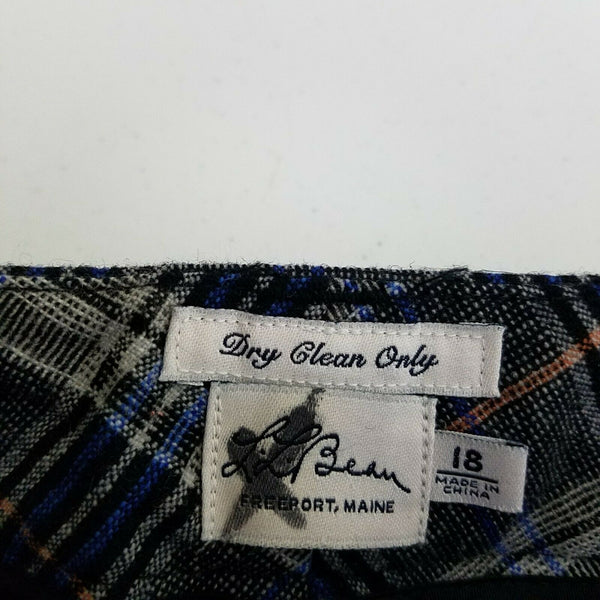 Dry Clean Only
L.L.Bean
FREEPORT, MAINE
18
MADE IN
CHINA